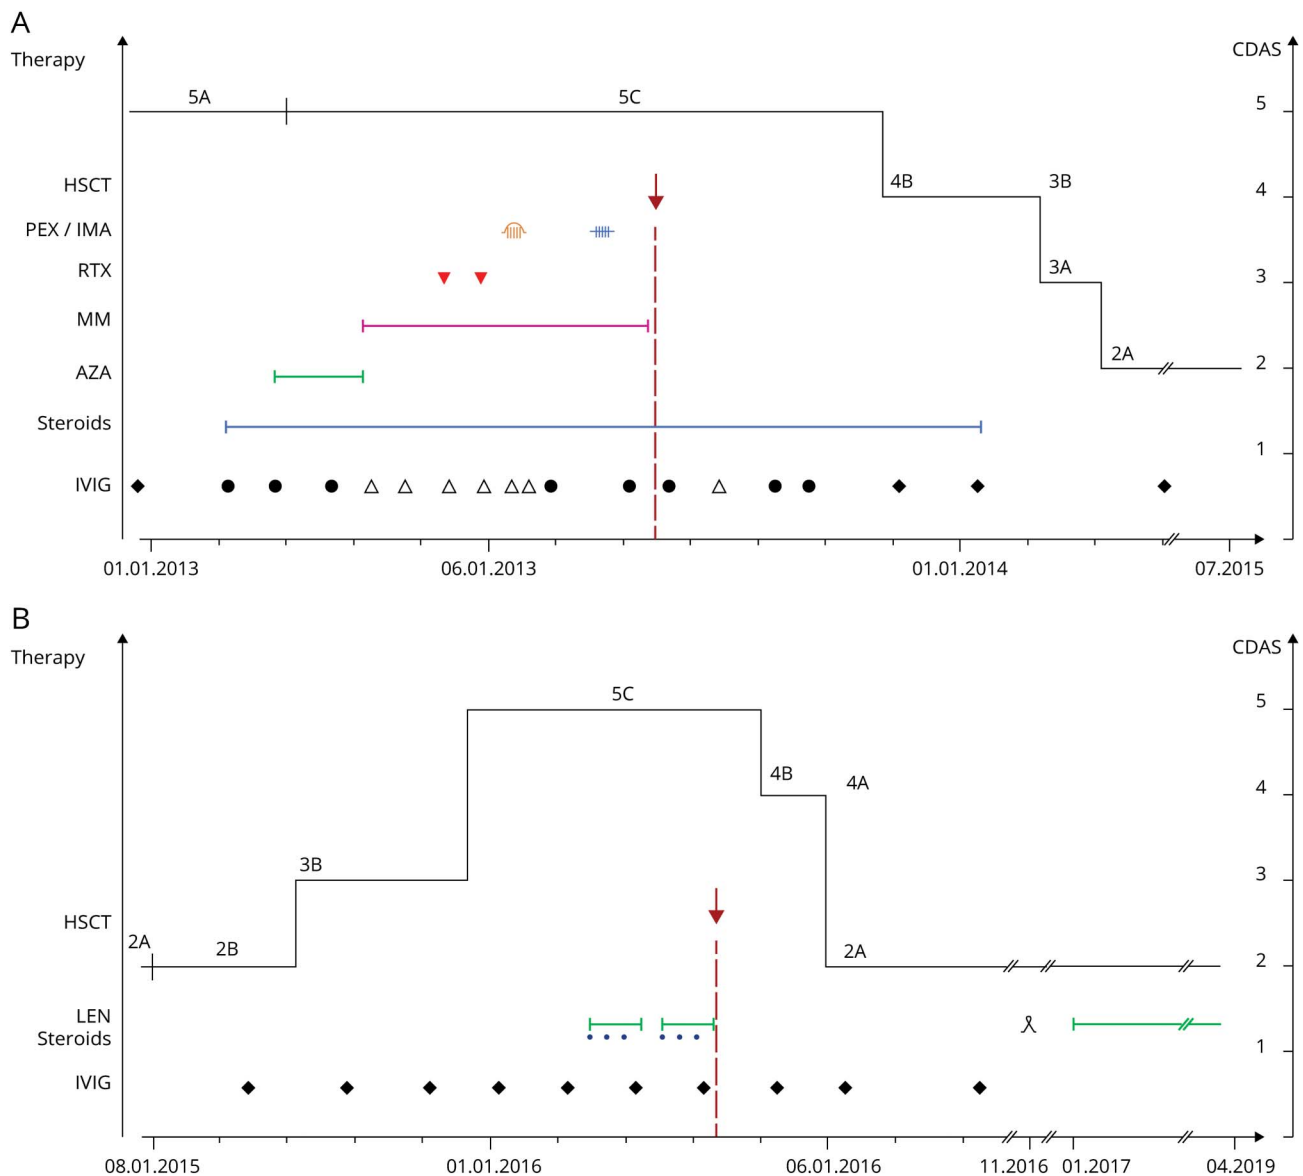 A
Therapy
CDAS
5A 5C 5
HSCT 4B 3B 4
PEX / IMA
RTX 3A 3
MM
AZA 2A 2
Steroids 1
IVIG
01.01.2013 06.01.2013 01.01.2014 07.2015
B
Therapy
CDAS
5C 5
4B 4A 4
3B 3
HSCT
2A 2B 2A 2
LEN
Steroids 1
IVIG
08.01.2015 01.01.2016 06.01.2016 11.2016 01.2017 04.2019